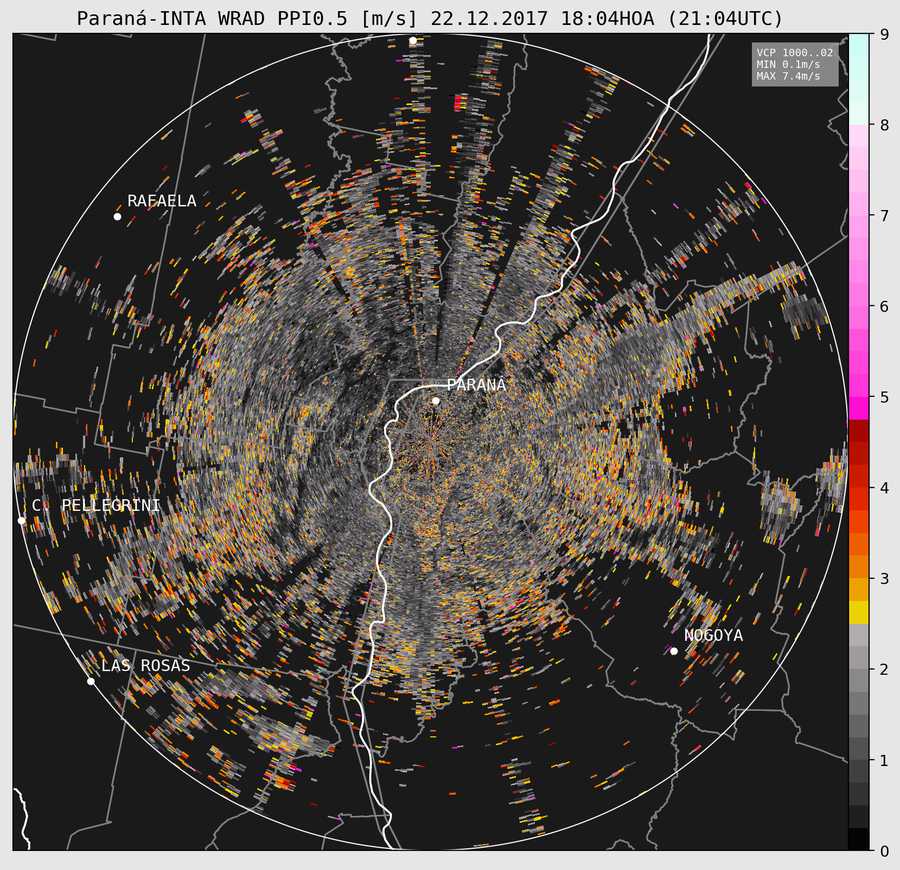 Paraná-INTA WRAD PPI0.5 [m/s] 22.12.2017 18:04HOA (21:04UTC)
VCP 1000..02
MIN 0.1m/s
MAX 7.4m/s
RAFAELA
PARANÁ
C. PELLEGRINI
NOGOYA
LAS ROSAS
9
8
7
6
5
4
3
2
1
0